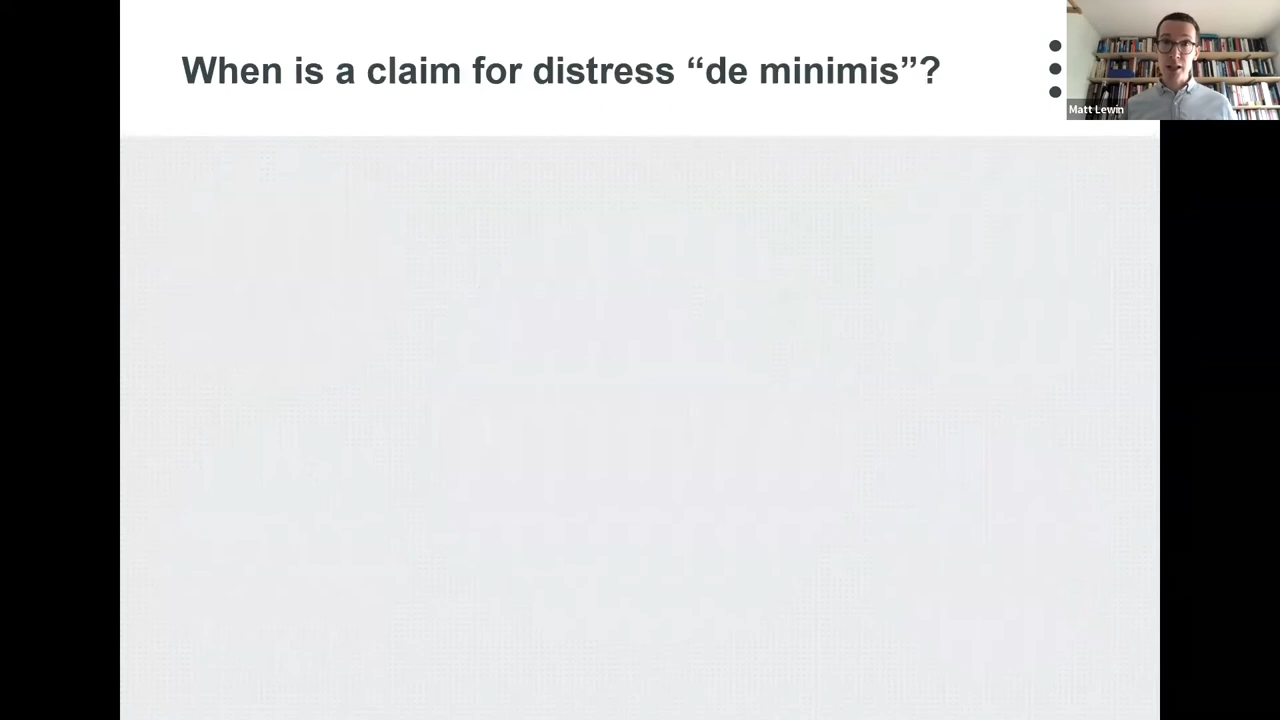 When is a claim for distress “de minimis”?
Matt Lewin